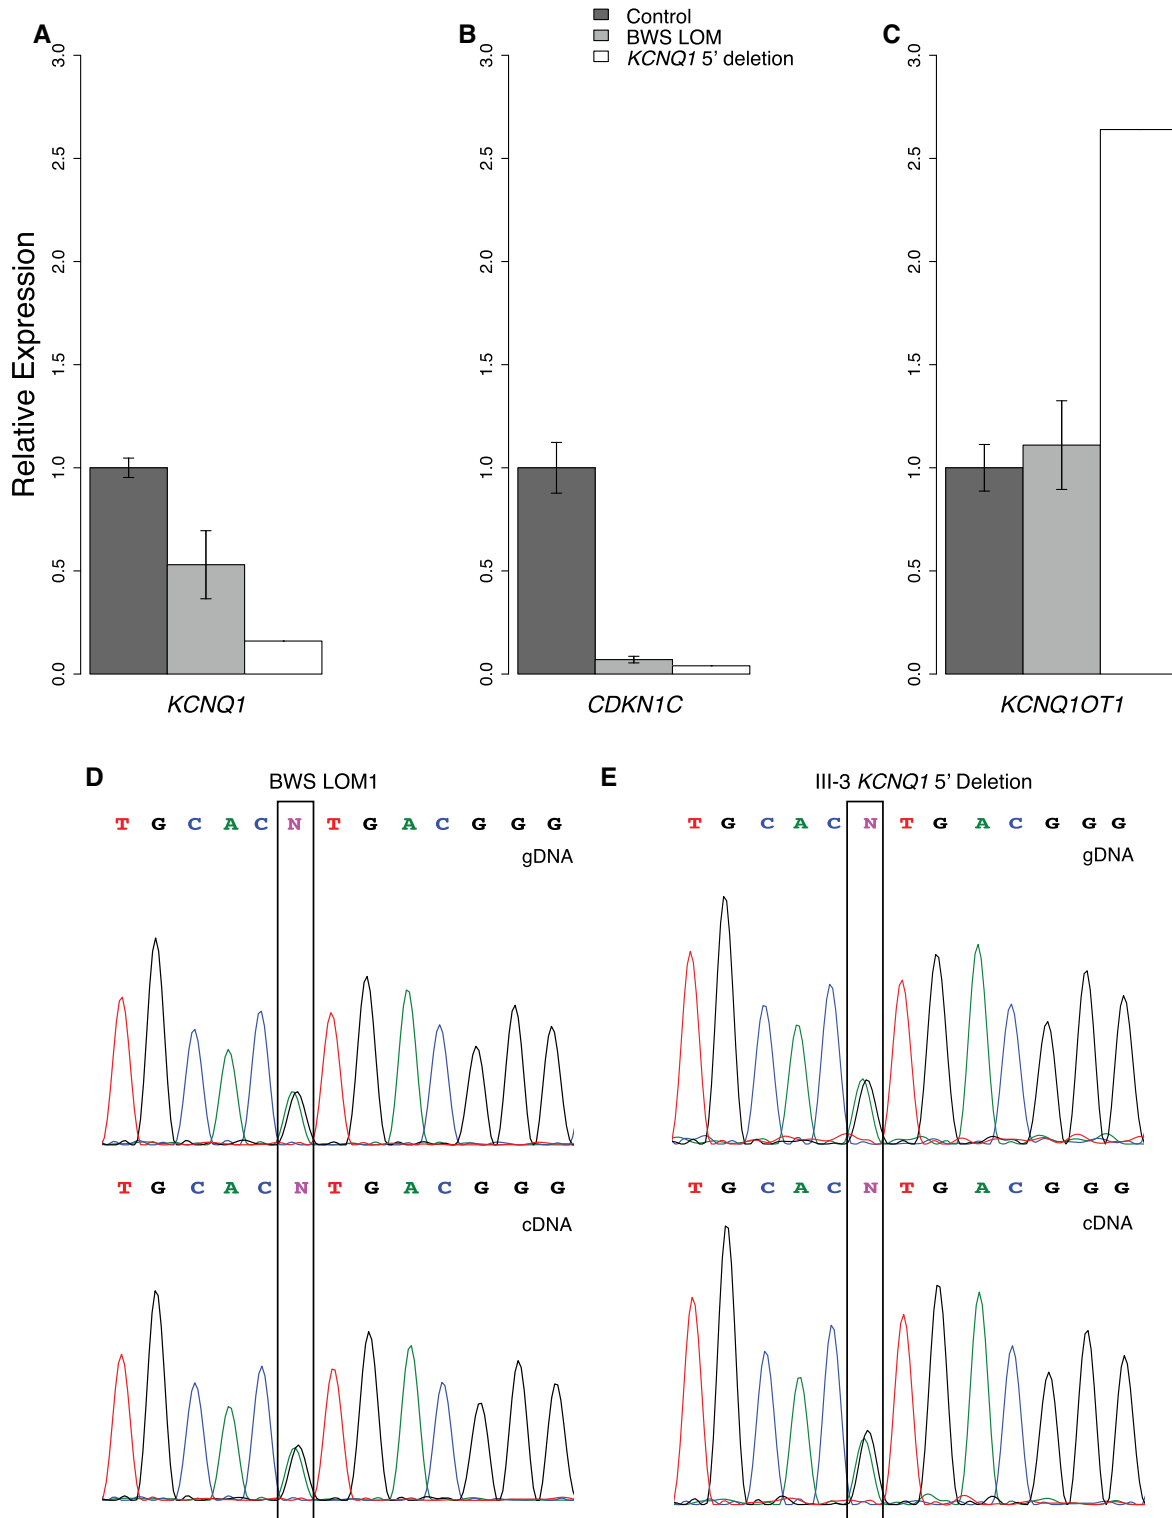 Control
BWS LOM
KCNQ1 5' deletion
A
B
C
Relative Expression
0.0 0.5 1.0 1.5 2.0 2.5 3.0
0.0 0.5 1.0 1.5 2.0 2.5 3.0
0.0 0.5 1.0 1.5 2.0 2.5 3.0
KCNQ1
CDKN1C
KCNQ1OT1
D
BWS LOM1
T G C A C N T G A C G G G
gDNA
T G C A C N T G A C G G G
cDNA
E
III-3 KCNQ1 5' Deletion
T G C A C N T G A C G G G
gDNA
T G C A C N T G A C G G G
cDNA